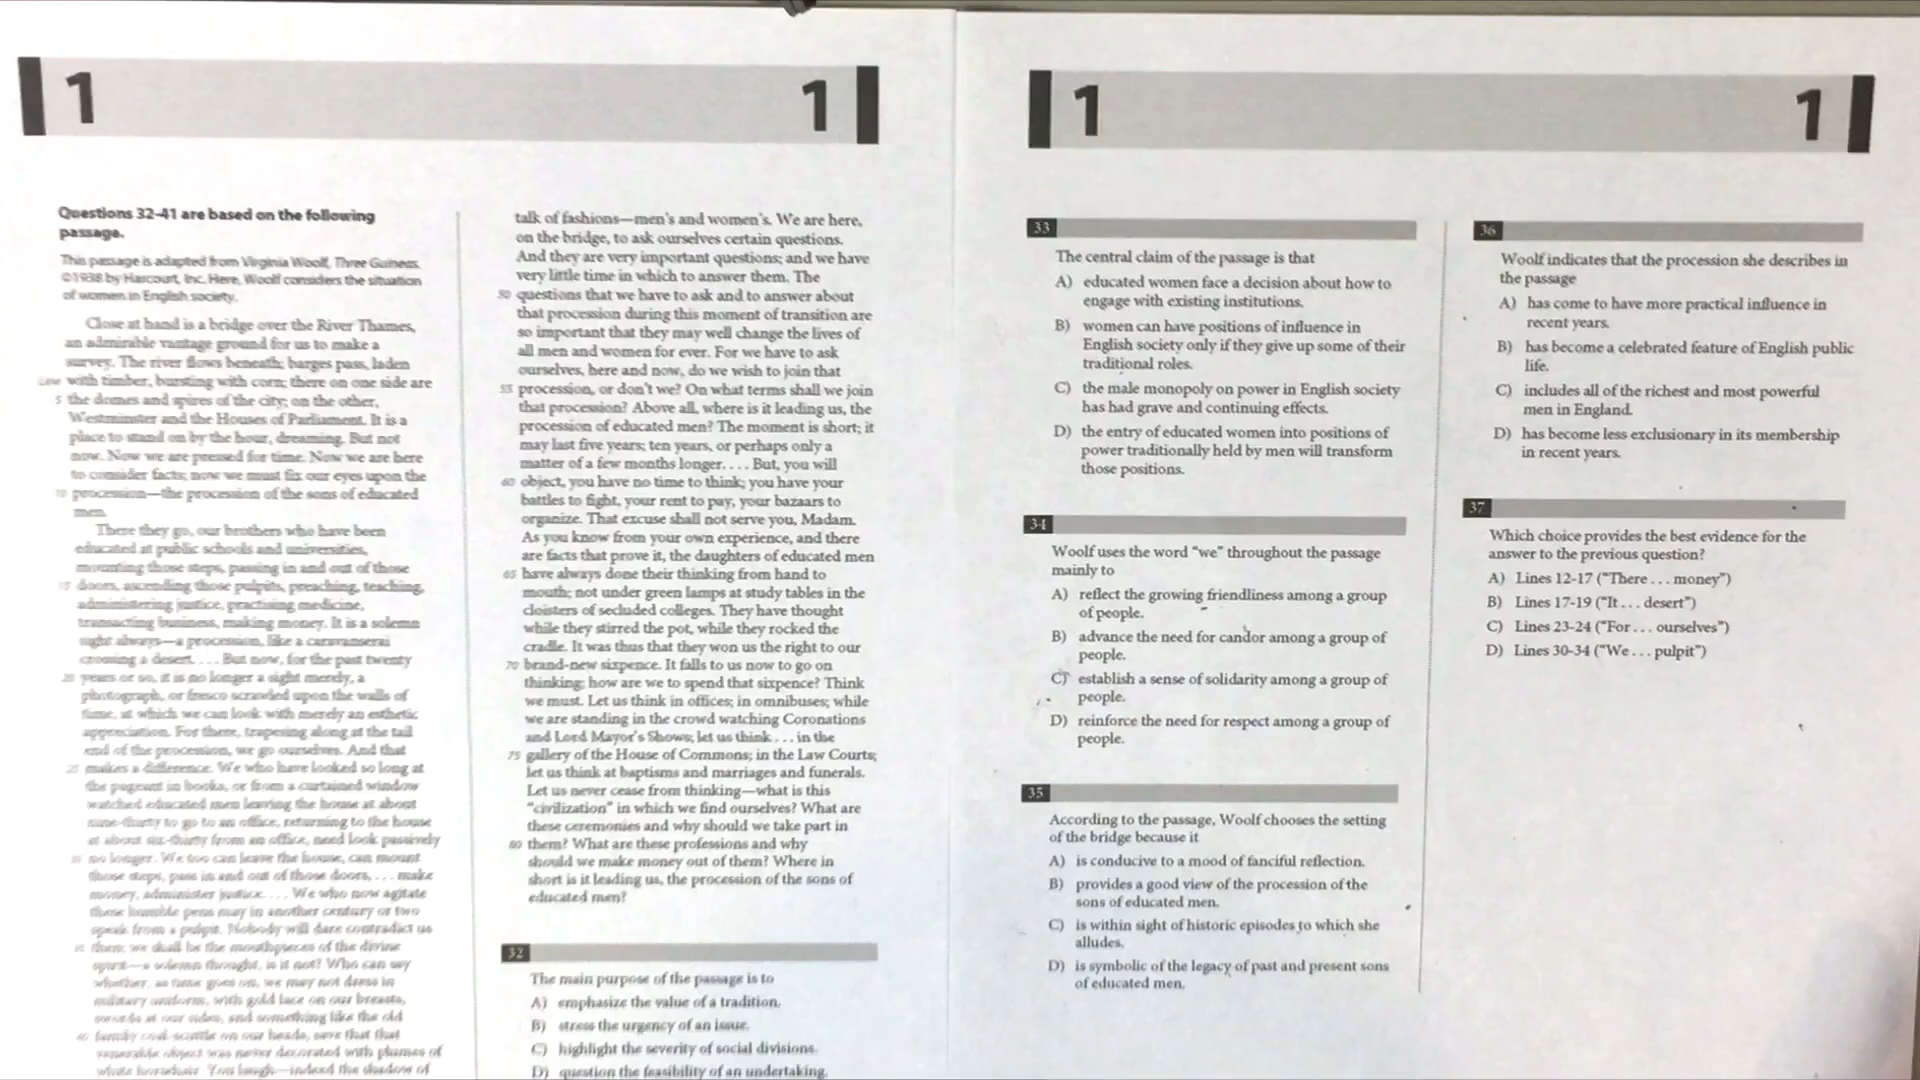 1
1
Questions 32-41 are based on the following
passage.
This passage is adapted from Virginia Woolf, Three Guineas.
©1938 by Harcourt, Inc. Here, Woolf considers the situation
of women in English society.
Close at hand is a bridge over the River Thames,
an admirable vantage ground for us to make a
survey. The river flows beneath; barges pass, laden
Line with timber, bursting with corn; there on one side are
5 the domes and spires of the city; on the other,
Westminster and the Houses of Parliament. It is a
place to stand on by the hour, dreaming. But not
now. Now we are pressed for time. Now we are here
to consider facts; now we must fix our eyes upon the
10 procession—the procession of the sons of educated
men.
There they go, our brothers who have been
educated at public schools and universities,
mounting those steps, passing in and out of those
15 doors, ascending those pulpits, preaching, teaching,
administering justice, practising medicine,
transacting business, making money. It is a solemn
sight always—a procession, like a caravanserai
crossing a desert. . . . But now, for the past twenty
20 years or so, it is no longer a sight merely, a
photograph, or fresco scrawled upon the walls of
time, at which we can look with merely an esthetic
appreciation. For there, trapesing along at the tail
end of the procession, we go ourselves. And that
25 makes a difference. We who have looked so long at
the pageant in books, or from a curtained window
watched educated men leaving the house at about
nine-thirty to go to an office, returning to the house
at about six-thirty from an office, need look passively
30 no longer. We too can leave the house, can mount
those steps, pass in and out of those doors, . . . make
money, administer justice. . . . We who now agitate
these humble pens may in another century or two
speak from a pulpit. Nobody will dare contradict us
35 then; we shall be the mouthpieces of the divine
spirit—a solemn thought, is it not? Who can say
whether, as time goes on, we may not dress in
military uniform, with gold lace on our breasts,
swords at our sides, and something like the old
40 family coal-scuttle on our heads, save that that
venerable object was never decorated with plumes of
white horsehair. You laugh—indeed the shadow of
talk of fashions—men's and women's. We are here,
on the bridge, to ask ourselves certain questions.
And they are very important questions; and we have
very little time in which to answer them. The
50 questions that we have to ask and to answer about
that procession during this moment of transition are
so important that they may well change the lives of
all men and women for ever. For we have to ask
ourselves, here and now, do we wish to join that
55 procession, or don't we? On what terms shall we join
that procession? Above all, where is it leading us, the
procession of educated men? The moment is short; it
may last five years; ten years, or perhaps only a
matter of a few months longer. . . . But, you will
60 object, you have no time to think; you have your
battles to fight, your rent to pay, your bazaars to
organize. That excuse shall not serve you, Madam.
As you know from your own experience, and there
are facts that prove it, the daughters of educated men
65 have always done their thinking from hand to
mouth; not under green lamps at study tables in the
cloisters of secluded colleges. They have thought
while they stirred the pot, while they rocked the
cradle. It was thus that they won us the right to our
70 brand-new sixpence. It falls to us now to go on
thinking; how are we to spend that sixpence? Think
we must. Let us think in offices; in omnibuses; while
we are standing in the crowd watching Coronations
and Lord Mayor's Shows; let us think . . . in the
75 gallery of the House of Commons; in the Law Courts;
let us think at baptisms and marriages and funerals.
Let us never cease from thinking—what is this
“civilization” in which we find ourselves? What are
these ceremonies and why should we take part in
80 them? What are these professions and why
should we make money out of them? Where in
short is it leading us, the procession of the sons of
educated men?
32
The main purpose of the passage is to
A) emphasize the value of a tradition.
B) stress the urgency of an issue.
C) highlight the severity of social divisions.
D) question the feasibility of an undertaking.
1
1
33
The central claim of the passage is that
A) educated women face a decision about how to
engage with existing institutions.
B) women can have positions of influence in
English society only if they give up some of their
traditional roles.
C) the male monopoly on power in English society
has had grave and continuing effects.
D) the entry of educated women into positions of
power traditionally held by men will transform
those positions.
34
Woolf uses the word “we” throughout the passage
mainly to
A) reflect the growing friendliness among a group
of people.
B) advance the need for candor among a group of
people.
C) establish a sense of solidarity among a group of
people.
D) reinforce the need for respect among a group of
people.
35
According to the passage, Woolf chooses the setting
of the bridge because it
A) is conducive to a mood of fanciful reflection.
B) provides a good view of the procession of the
sons of educated men.
C) is within sight of historic episodes to which she
alludes.
D) is symbolic of the legacy of past and present sons
of educated men.
36
Woolf indicates that the procession she describes in
the passage
A) has come to have more practical influence in
recent years.
B) has become a celebrated feature of English public
life.
C) includes all of the richest and most powerful
men in England.
D) has become less exclusionary in its membership
in recent years.
37
Which choice provides the best evidence for the
answer to the previous question?
A) Lines 12-17 (“There . . . money”)
B) Lines 17-19 (“It . . . desert”)
C) Lines 23-24 (“For . . . ourselves”)
D) Lines 30-34 (“We . . . pulpit”)